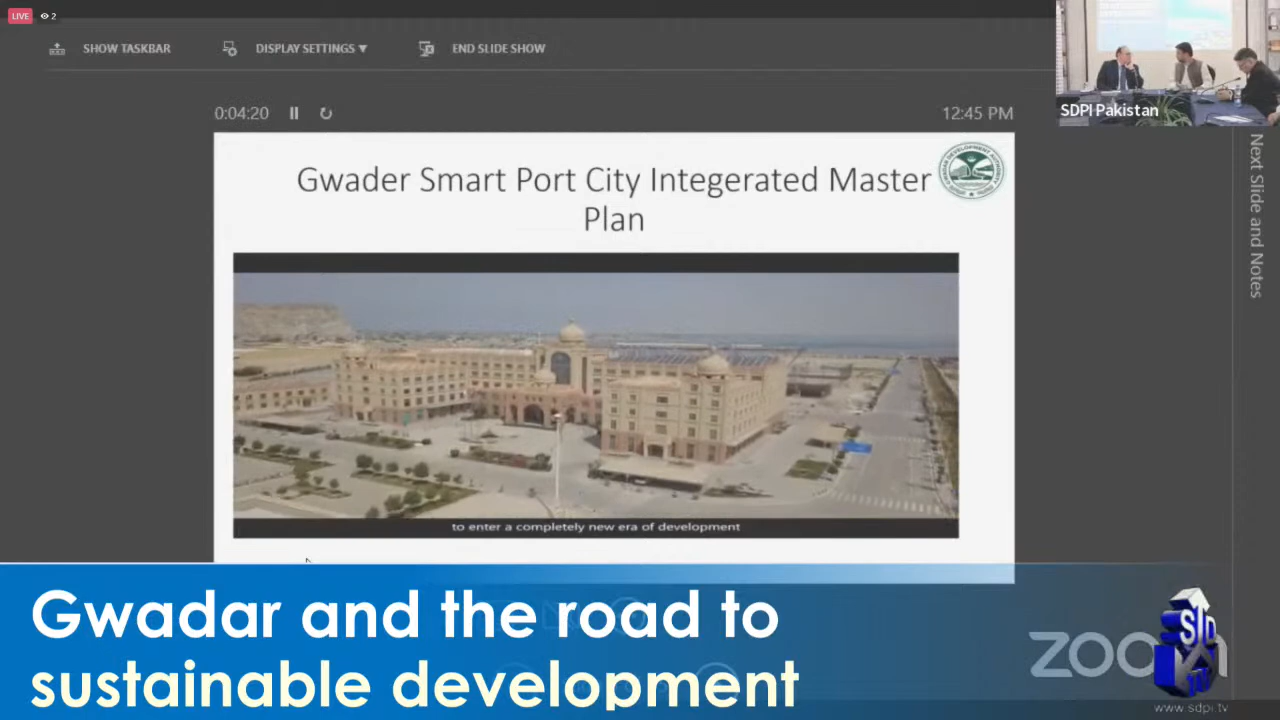 LIVE 2
SHOW TASKBAR DISPLAY SETTINGS ▼ END SLIDE SHOW
0:04:20 12:45 PM
SDPI Pakistan
Next Slide and Notes
Gwader Smart Port City Integerated Master
Plan
to enter a completely new era of development
Gwadar and the road to
sustainable development
zoom
SD
www.sdpi.tv